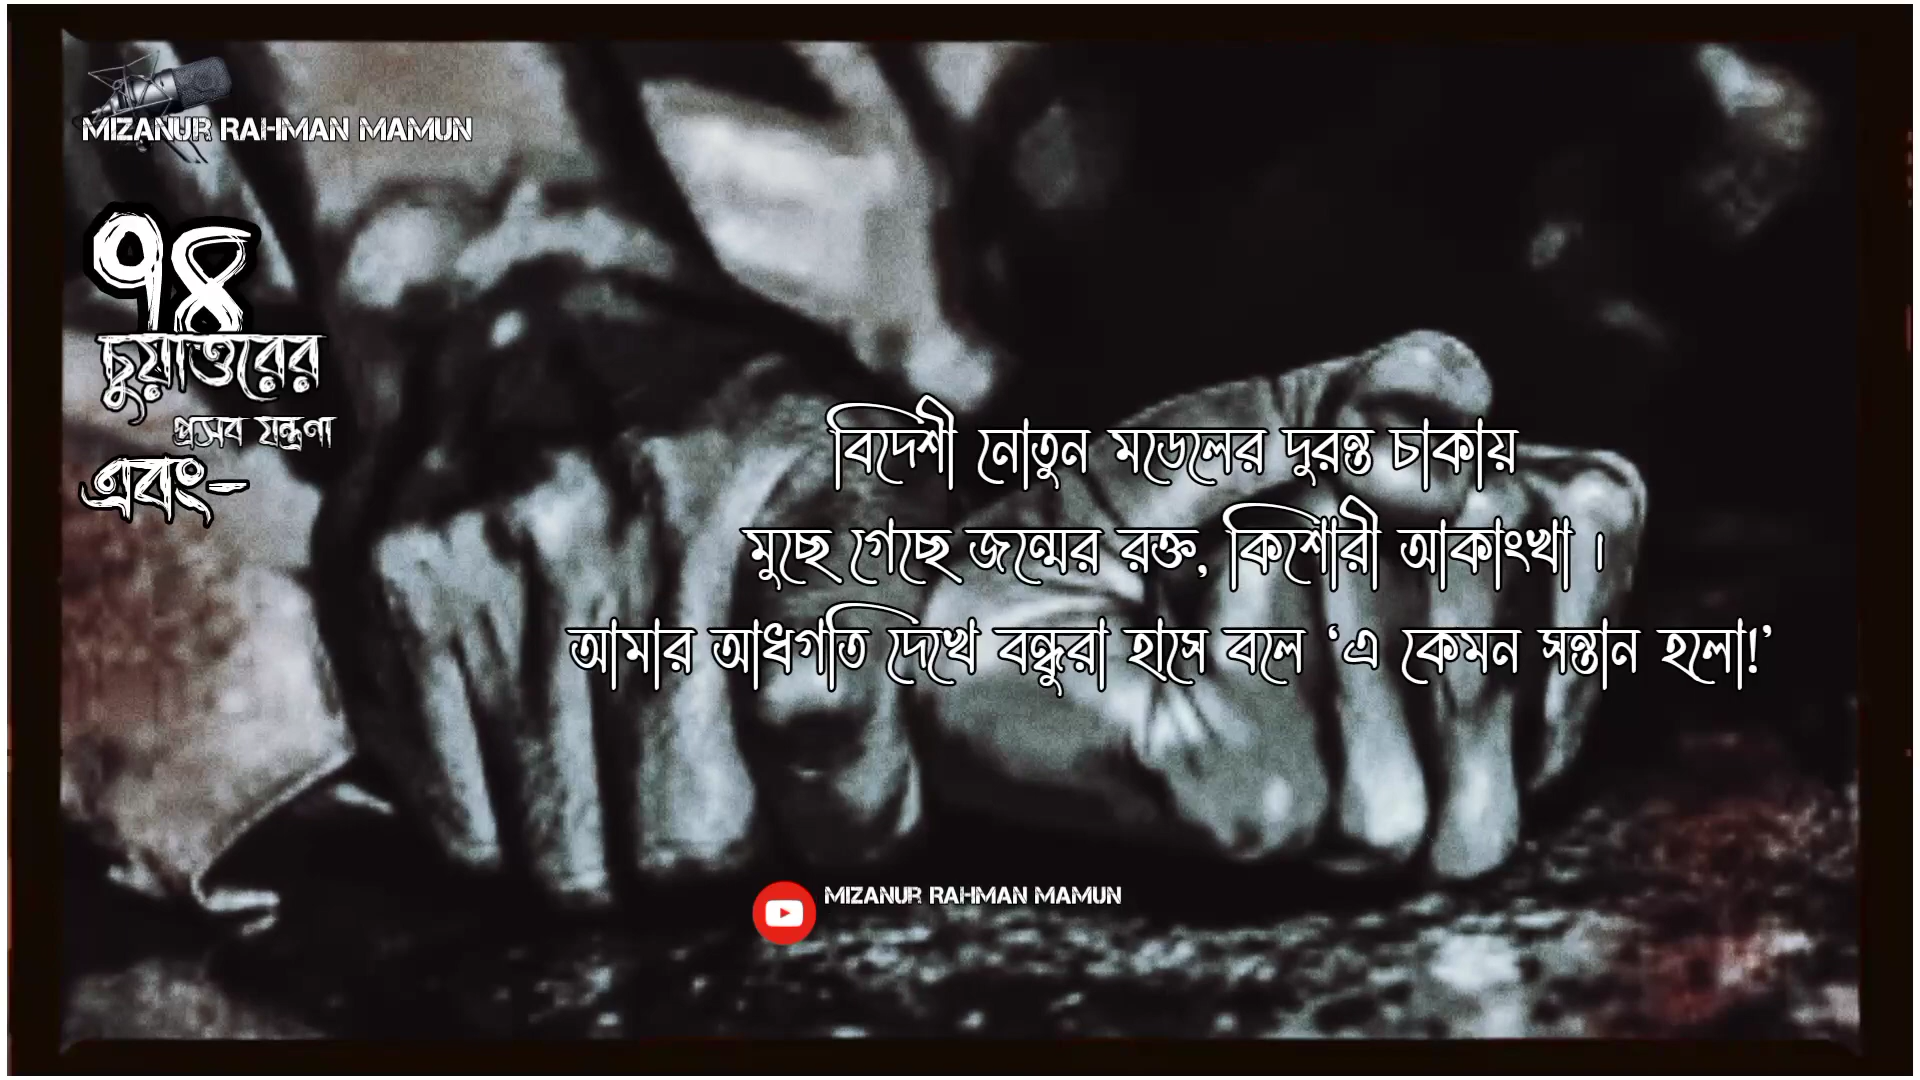 MIZANUR RAHMAN MAMUN
৭৪
চুয়াত্তরের
প্রসব যন্ত্রণা
এবং-
বিদেশী নোতুন মডেলের দুরন্ত চাকায়
মুছে গেছে জন্মের রক্ত, কিশোরী আকাংখা ।
আমার আধগতি দেখে বন্ধুরা হাসে বলে ‘এ কেমন সন্তান হলো!’
MIZANUR RAHMAN MAMUN